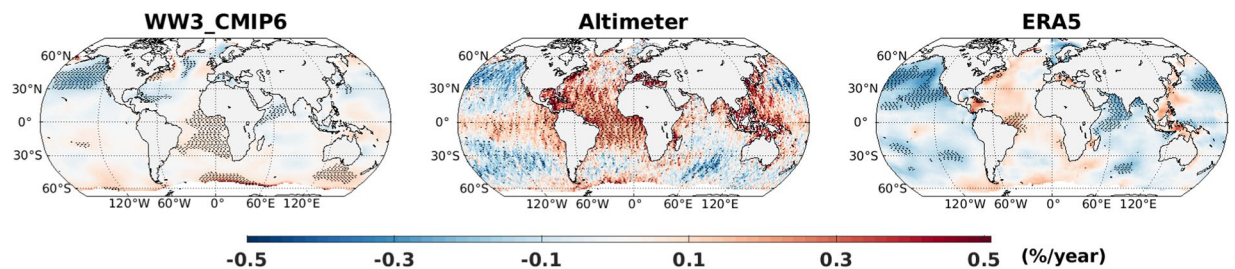 WW3_CMIP6 Altimeter ERA5
60°N 60°N 60°N
30°N 30°N 30°N
0° 0° 0°
30°S 30°S 30°S
60°S 60°S 60°S
120°W 60°W 0° 60°E 120°E 120°W 60°W 0° 60°E 120°E 120°W 60°W 0° 60°E 120°E
-0.5 -0.3 -0.1 0.1 0.3 0.5 (%/year)